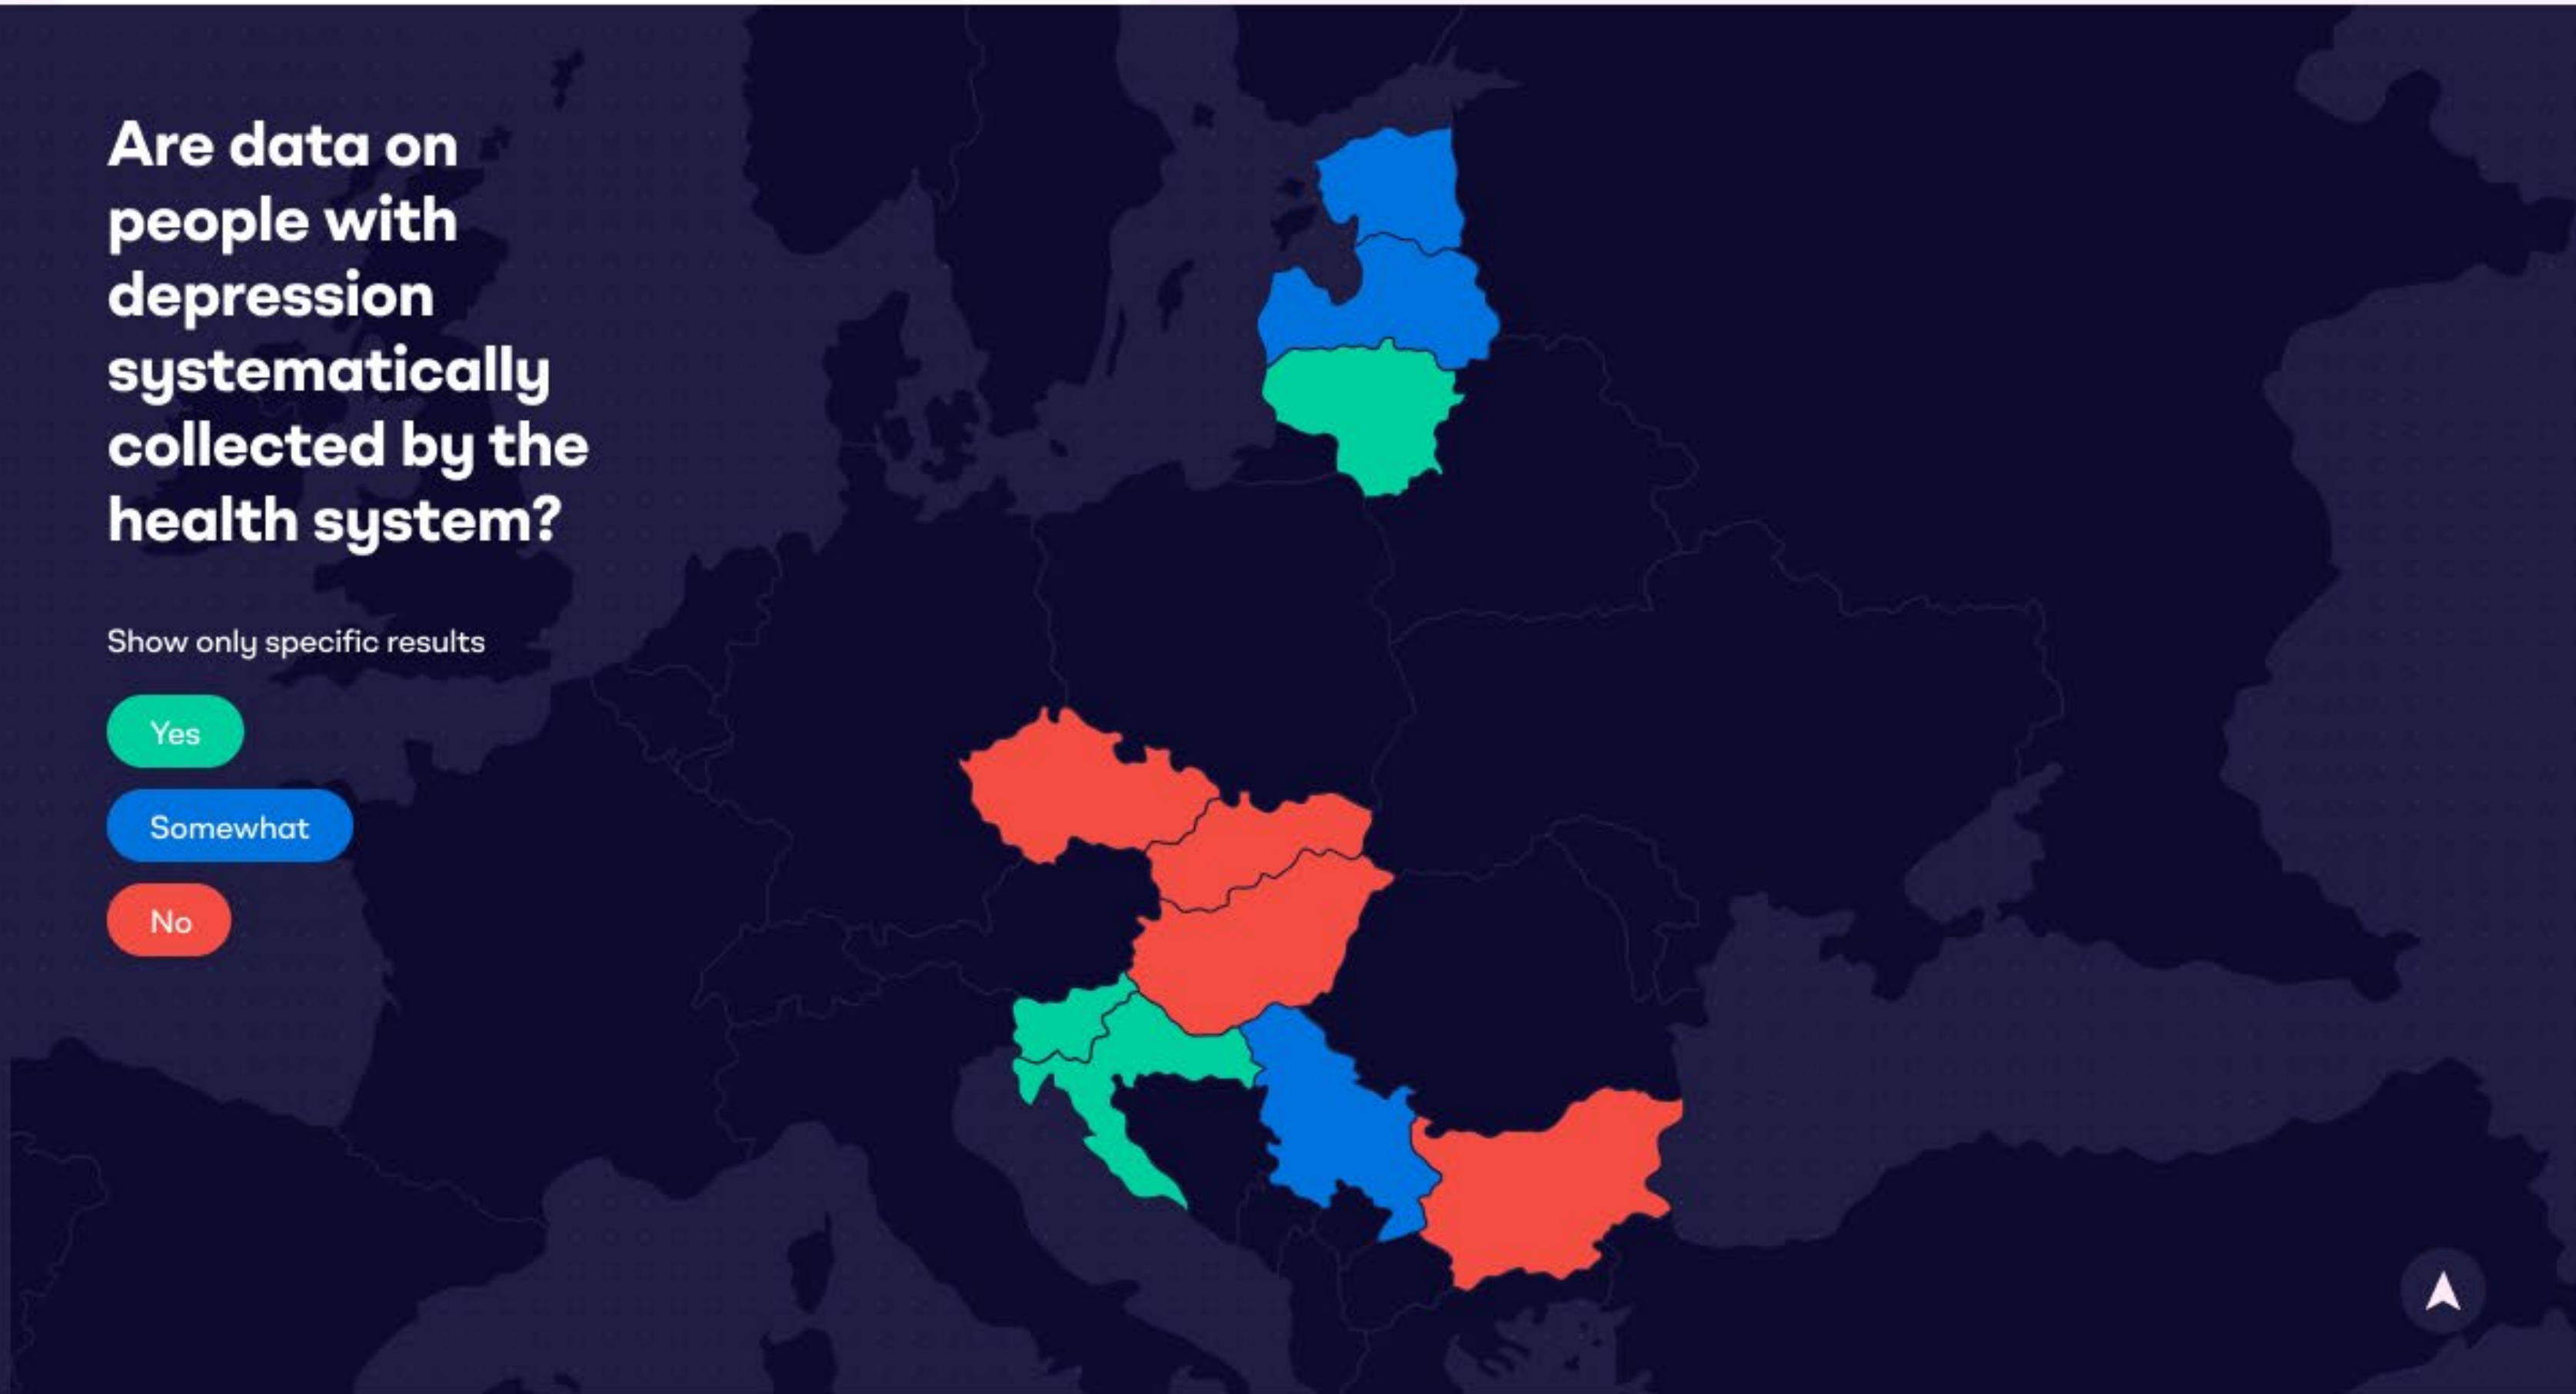 Are data on
people with
depression
systematically
collected by the
health system?
Show only specific results
Yes
Somewhat
No